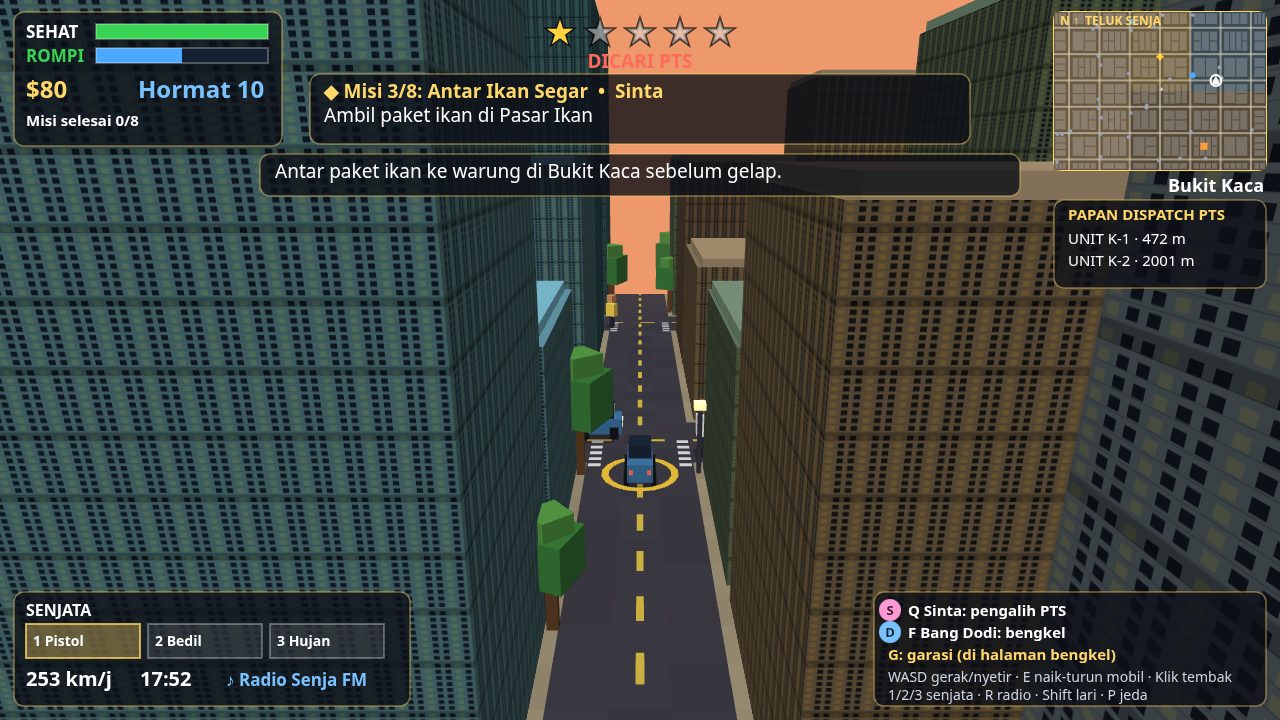 SEHAT
ROMPI
$80 Hormat 10
Misi selesai 0/8
DICARI PTS
◆ Misi 3/8: Antar Ikan Segar • Sinta
Ambil paket ikan di Pasar Ikan
Antar paket ikan ke warung di Bukit Kaca sebelum gelap.
N ↑ TELUK SENJA
Bukit Kaca
PAPAN DISPATCH PTS
UNIT K-1 · 472 m
UNIT K-2 · 2001 m
SENJATA
1 Pistol 2 Bedil 3 Hujan
253 km/j 17:52 ♪ Radio Senja FM
S Q Sinta: pengalih PTS
D F Bang Dodi: bengkel
G: garasi (di halaman bengkel)
WASD gerak/nyetir · E naik-turun mobil · Klik tembak
1/2/3 senjata · R radio · Shift lari · P jeda